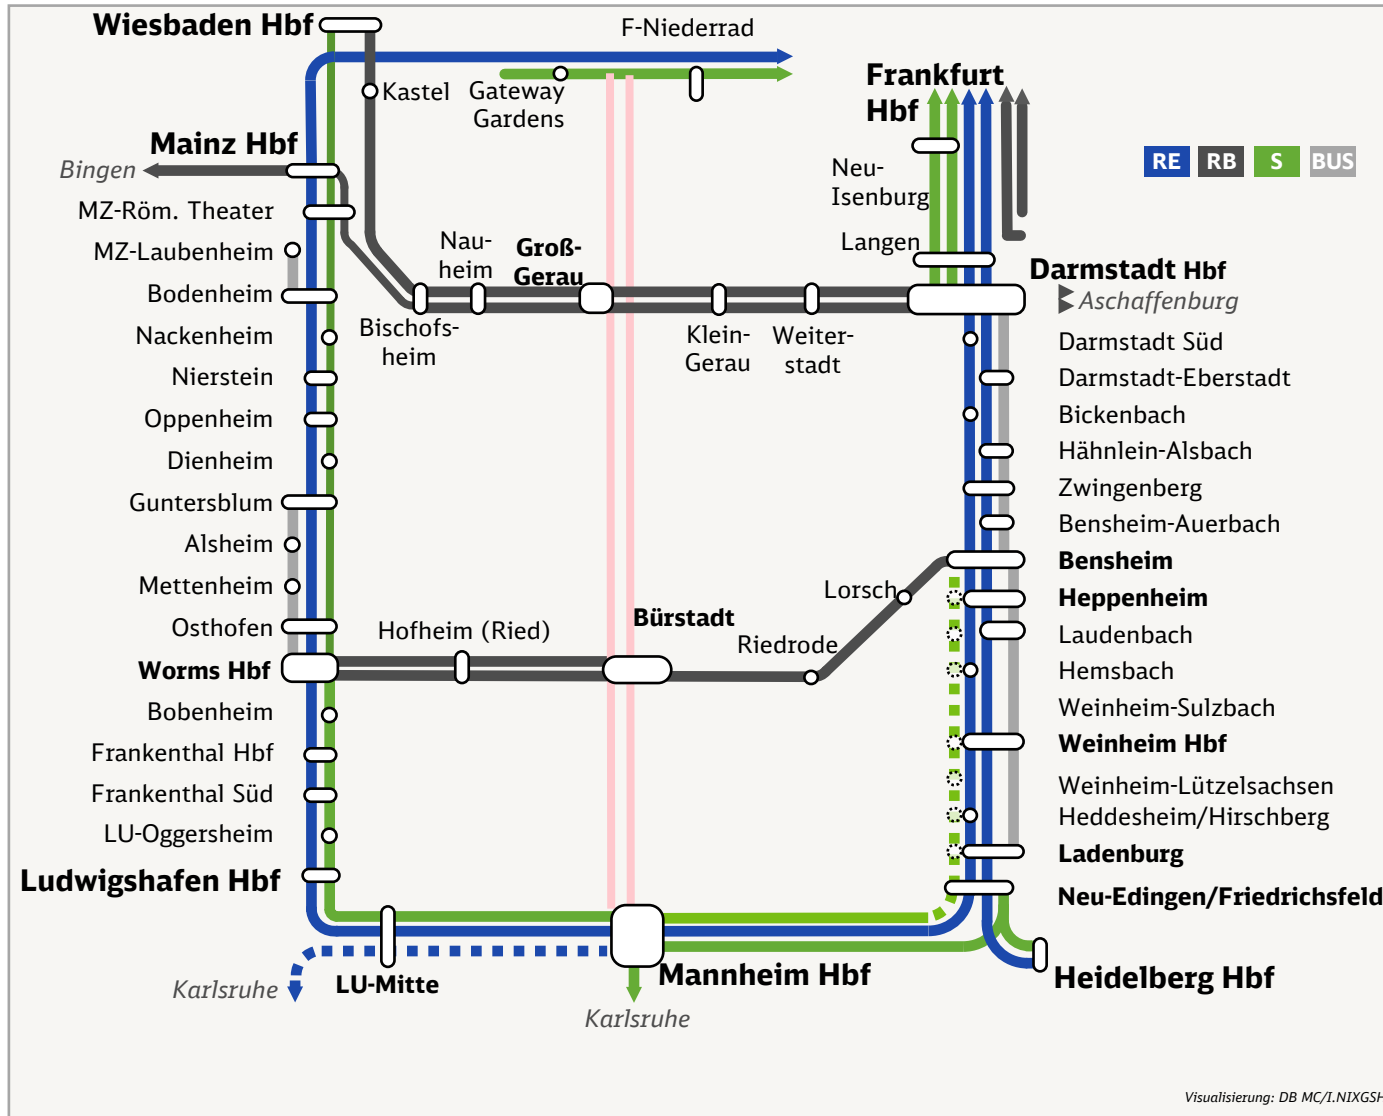 Wiesbaden Hbf
F-Niederrad
Kastel
Gateway
Gardens
Frankfurt
Hbf
Mainz Hbf
Bingen
RE RB S BUS
Neu-
Isenburg
MZ-Röm. Theater
MZ-Laubenheim
Nau-
heim
Groß-
Gerau
Langen
Darmstadt Hbf
Bodenheim
Aschaffenburg
Bischofs-
heim
Klein-
Gerau
Weiter-
stadt
Nackenheim
Darmstadt Süd
Nierstein
Darmstadt-Eberstadt
Oppenheim
Bickenbach
Dienheim
Hähnlein-Alsbach
Guntersblum
Zwingenberg
Alsheim
Bensheim-Auerbach
Mettenheim
Bensheim
Lorsch
Heppenheim
Osthofen
Hofheim (Ried)
Bürstadt
Riedrode
Laudenbach
Worms Hbf
Hemsbach
Bobenheim
Weinheim-Sulzbach
Frankenthal Hbf
Weinheim Hbf
Frankenthal Süd
Weinheim-Lützelsachsen
LU-Oggersheim
Heddesheim/Hirschberg
Ludwigshafen Hbf
Ladenburg
Neu-Edingen/Friedrichsfeld
Karlsruhe
LU-Mitte
Mannheim Hbf
Heidelberg Hbf
Karlsruhe
Visualisierung: DB MC/I.NIXGSH